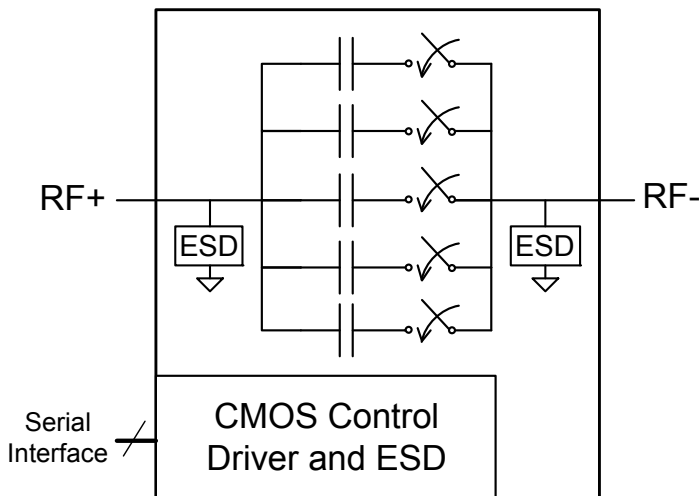 RF+
RF-
ESD
ESD
Serial
Interface
CMOS Control
Driver and ESD